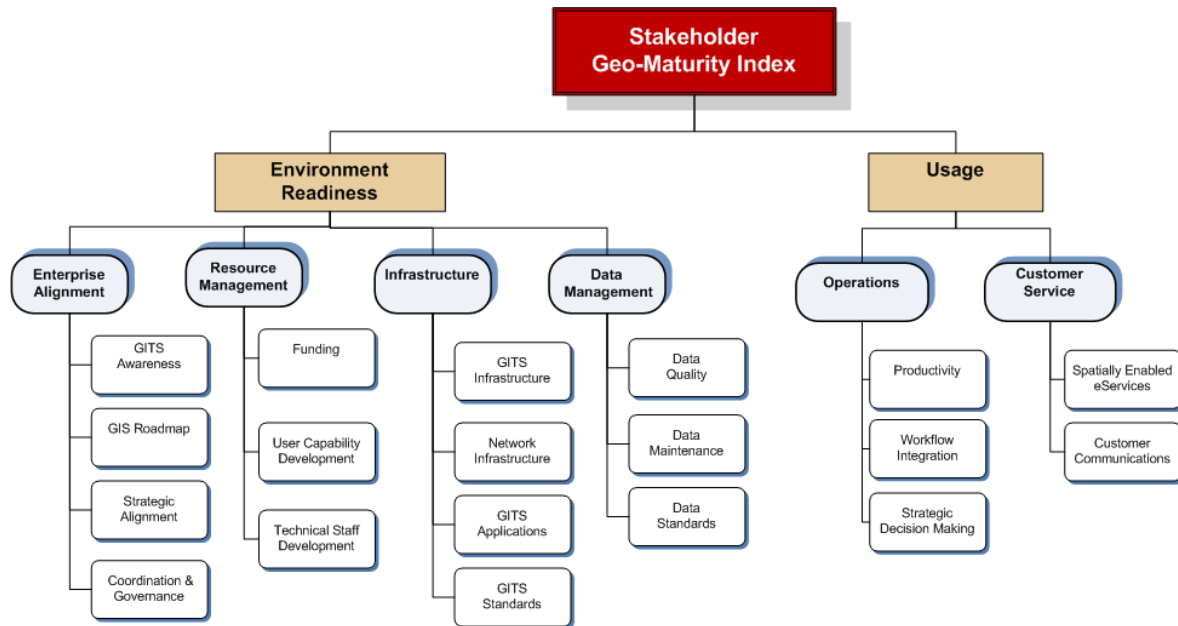 Stakeholder
Geo-Maturity Index
Environment
Readiness
Usage
Enterprise
Alignment
Resource
Management
Infrastructure
Data
Management
Operations
Customer
Service
GITS
Awareness
GIS Roadmap
Strategic
Alignment
Coordination &
Governance
Funding
User Capability
Development
Technical Staff
Development
GITS
Infrastructure
Network
Infrastructure
GITS
Applications
GITS
Standards
Data
Quality
Data
Maintenance
Data
Standards
Productivity
Workflow
Integration
Strategic
Decision Making
Spatially Enabled
eServices
Customer
Communications